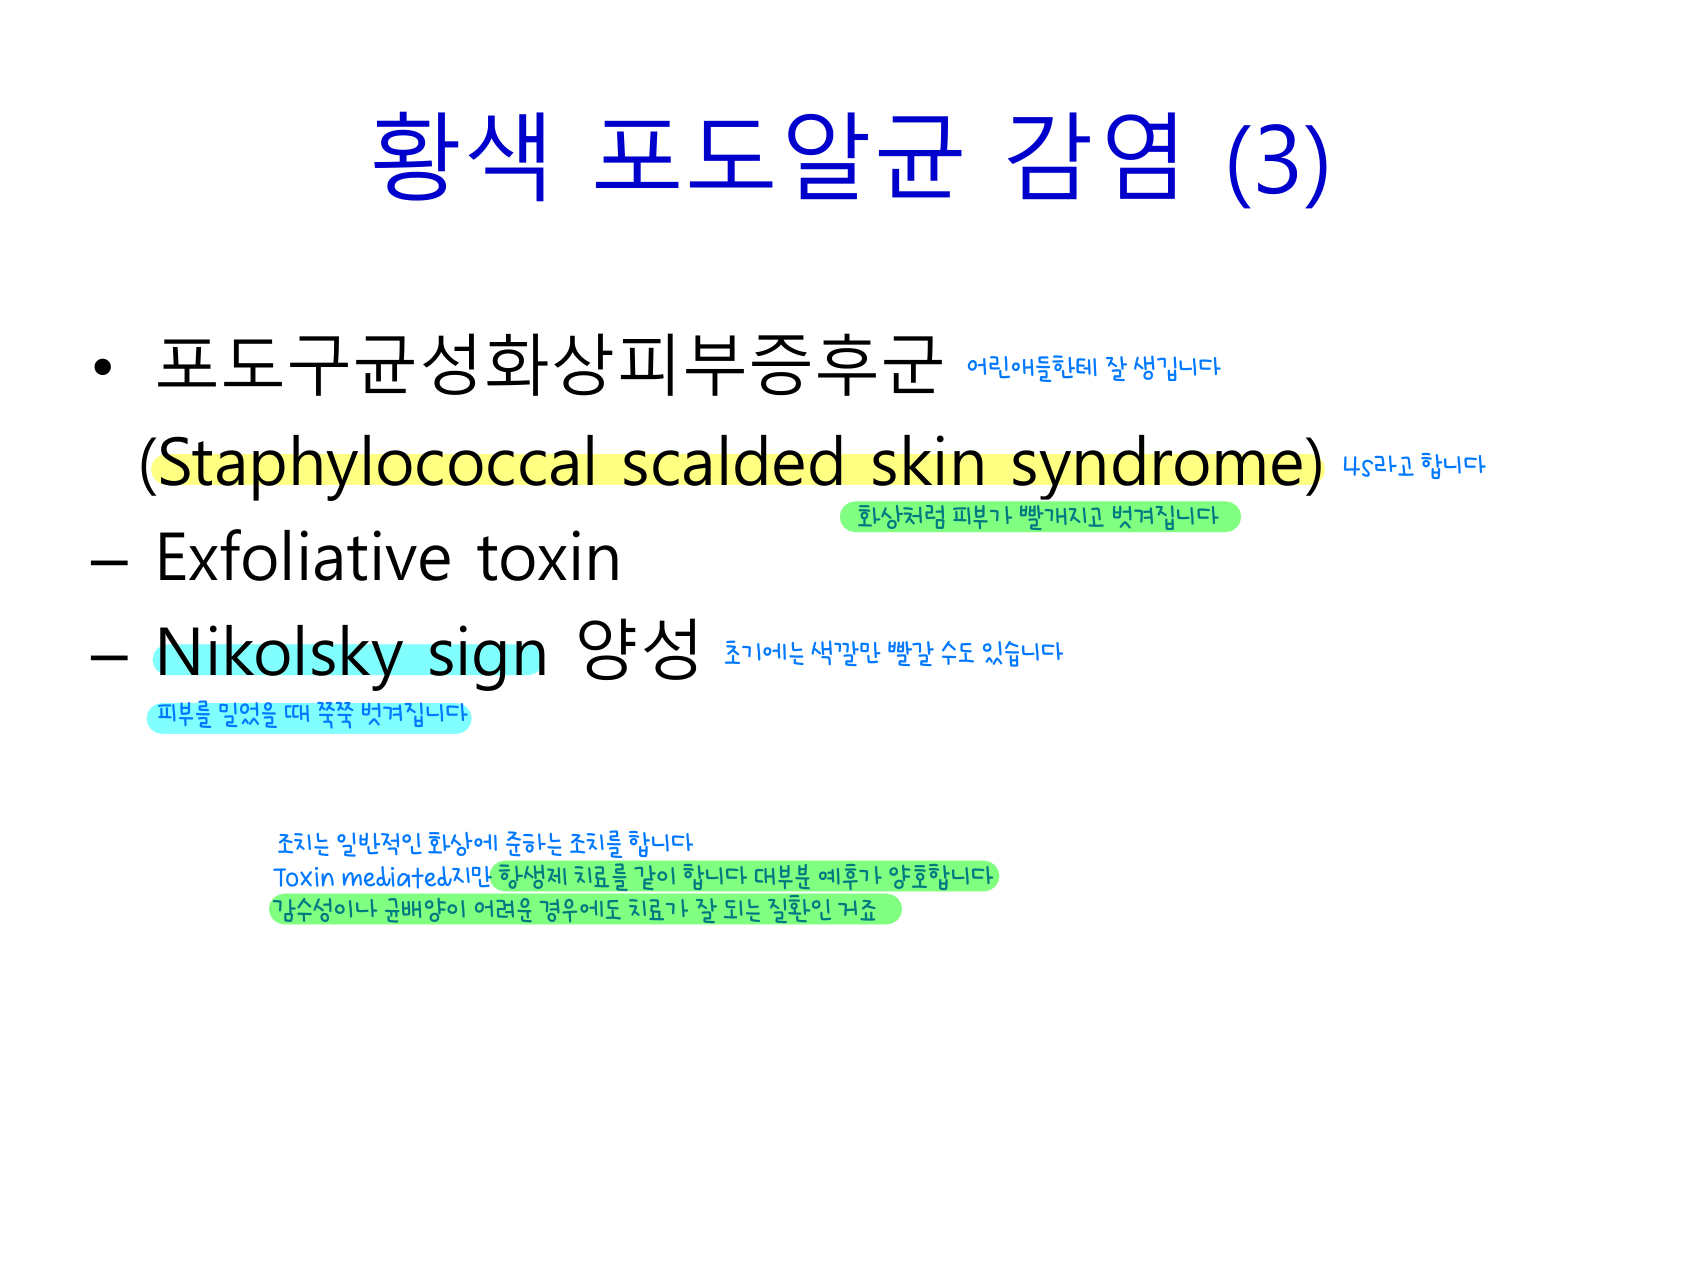 황색 포도알균 감염 (3)
• 포도구균성화상피부증후군 어린애들한테 잘 생깁니다
(Staphylococcal scalded skin syndrome) 4S라고 합니다
화상처럼 피부가 빨개지고 벗겨집니다
– Exfoliative toxin
– Nikolsky sign 양성 초기에는 색깔만 빨갈 수도 있습니다
피부를 밀었을 때 쭉쭉 벗겨집니다
조치는 일반적인 화상에 준하는 조치를 합니다
Toxin mediated지만 항생제 치료를 같이 합니다 대부분 예후가 양호합니다
감수성이나 균배양이 어려운 경우에도 치료가 잘 되는 질환인 거죠